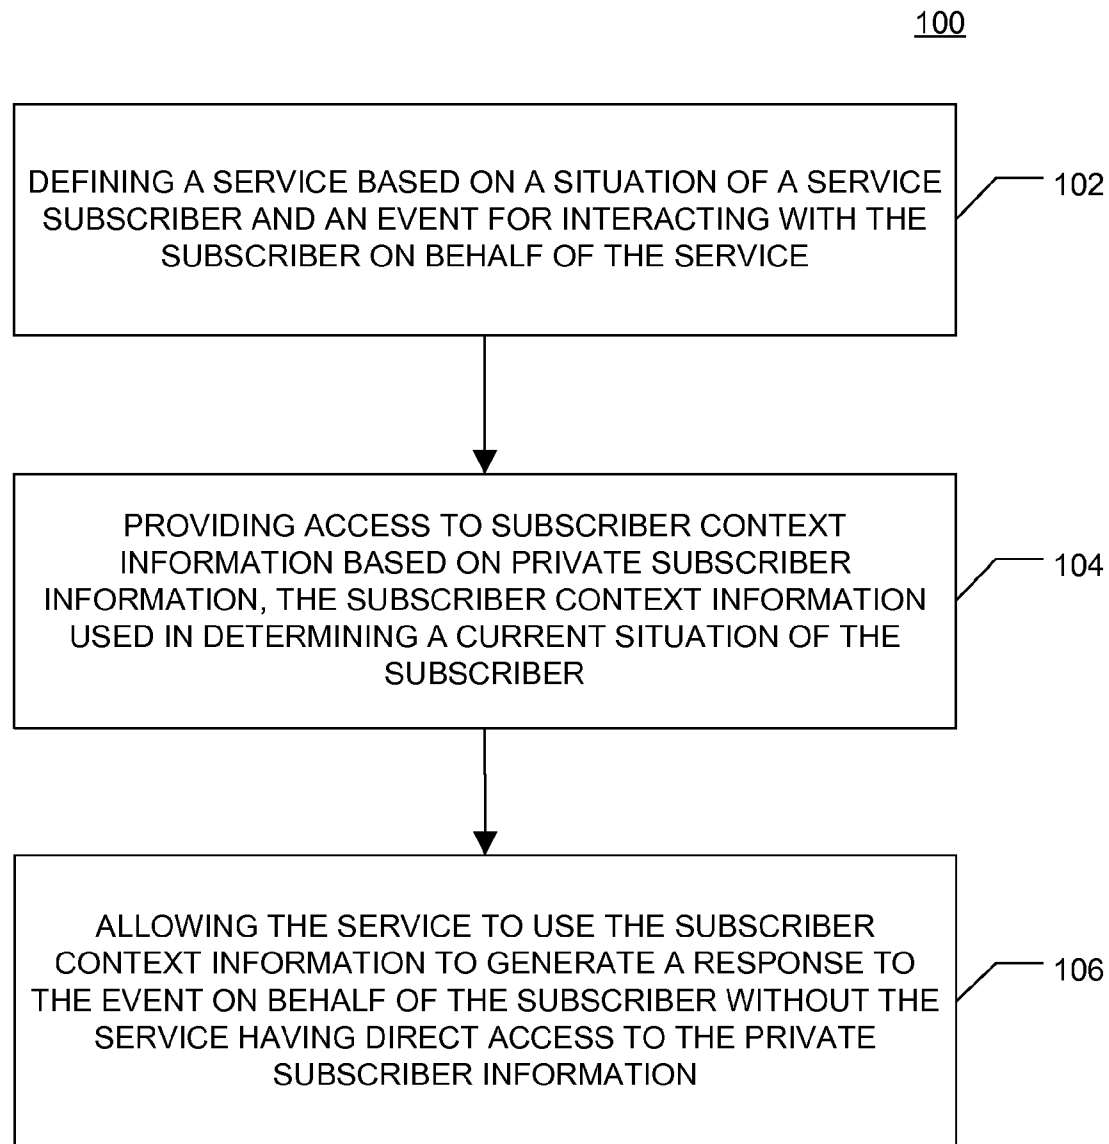 100
DEFINING A SERVICE BASED ON A SITUATION OF A SERVICE
SUBSCRIBER AND AN EVENT FOR INTERACTING WITH THE
SUBSCRIBER ON BEHALF OF THE SERVICE
102
PROVIDING ACCESS TO SUBSCRIBER CONTEXT
INFORMATION BASED ON PRIVATE SUBSCRIBER
INFORMATION, THE SUBSCRIBER CONTEXT INFORMATION
USED IN DETERMINING A CURRENT SITUATION OF THE
SUBSCRIBER
104
ALLOWING THE SERVICE TO USE THE SUBSCRIBER
CONTEXT INFORMATION TO GENERATE A RESPONSE TO
THE EVENT ON BEHALF OF THE SUBSCRIBER WITHOUT THE
SERVICE HAVING DIRECT ACCESS TO THE PRIVATE
SUBSCRIBER INFORMATION
106